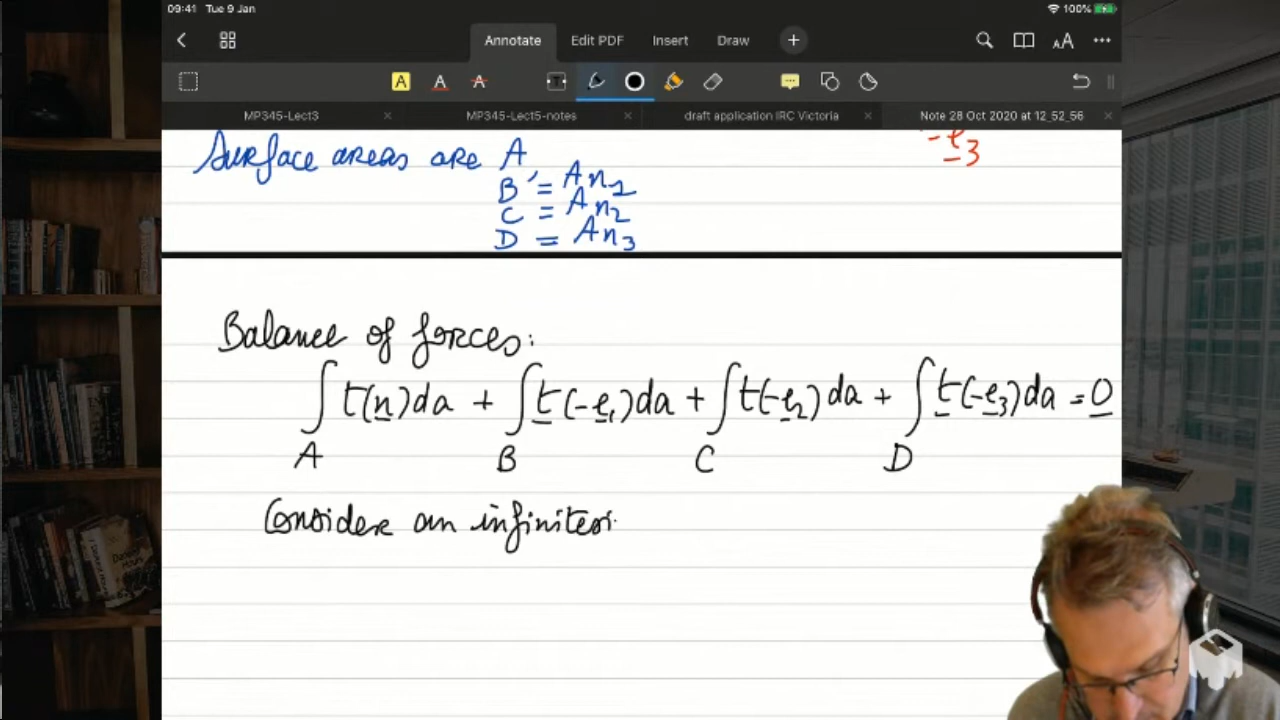 09:41 Tue 9 Jan 100%
Annotate Edit PDF Insert Draw
MP345-Lect3 MP345-Lect5-notes draft application IRC Victoria Note 28 Oct 2020 at 12_52_56
-e3
Surface areas are A,
B = An1
C = An2
D = An3
Balance of forces:
∫ t(n)da + ∫ t(-e1)da + ∫ t(-e2)da + ∫ t(-e3)da = 0
A B C D
Consider an infinitesi